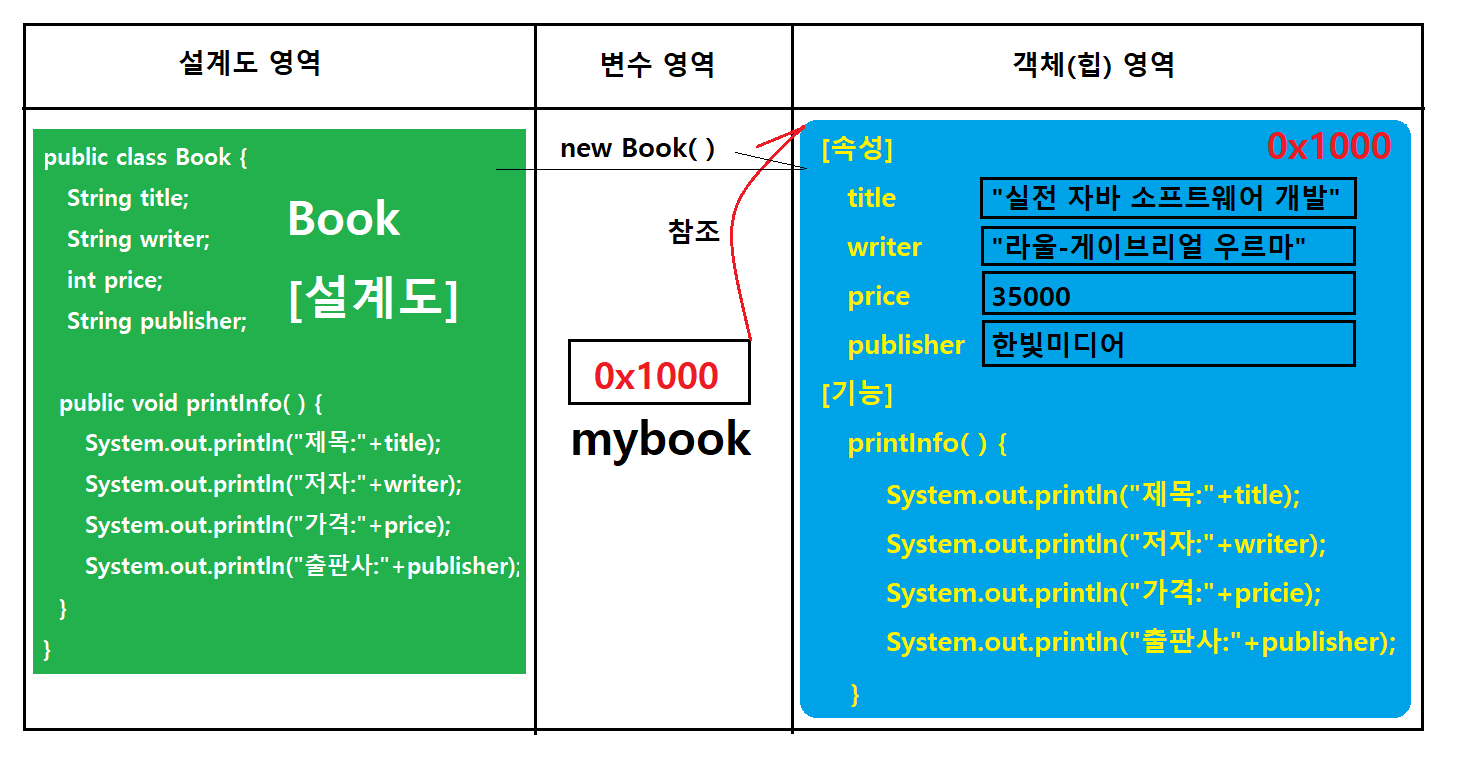 설계도 영역
변수 영역
객체(힙) 영역
public class Book {
String title;
String writer;
int price;
String publisher;
Book
[설계도]
public void printInfo( ) {
System.out.println("제목:"+title);
System.out.println("저자:"+writer);
System.out.println("가격:"+price);
System.out.println("출판사:"+publisher);
}
}
new Book( )
참조
0x1000
mybook
[속성] 0x1000
title "실전 자바 소프트웨어 개발"
writer "라울-게이브리얼 우르마"
price 35000
publisher 한빛미디어
[기능]
printInfo( ) {
System.out.println("제목:"+title);
System.out.println("저자:"+writer);
System.out.println("가격:"+pricie);
System.out.println("출판사:"+publisher);
}